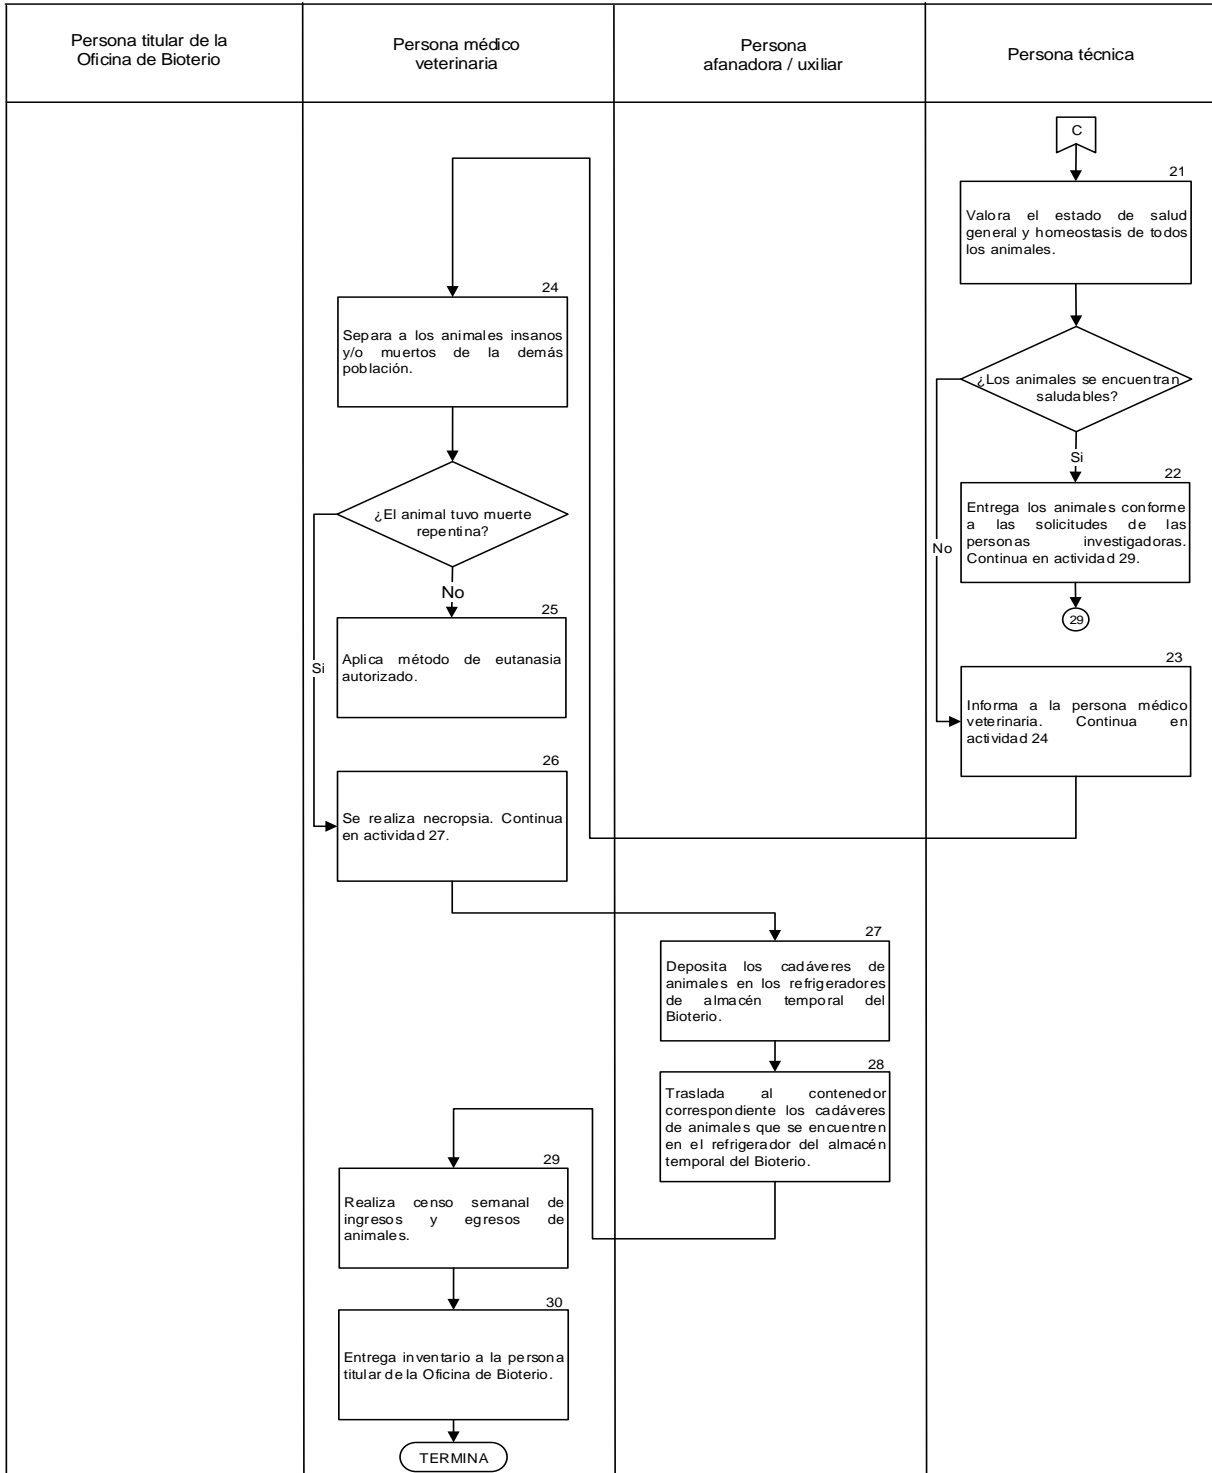 Persona titular de la
Oficina de Bioterio
Persona médico
veterinaria
Persona
afanadora / uxiliar
Persona técnica
C
21
Valora el estado de salud
general y homeostasis de todos
los animales.
¿Los animales se encuentran
saludables?
Si
No
22
Entrega los animales conforme
a las solicitudes de las
personas investigadoras.
Continua en actividad 29.
29
23
Informa a la persona médico
veterinaria. Continua en
actividad 24
24
Separa a los animales insanos
y/o muertos de la demás
población.
¿El animal tuvo muerte
repentina?
No
Si
25
Aplica método de eutanasia
autorizado.
26
Se realiza necropsia. Continua
en actividad 27.
27
Deposita los cadáveres de
animales en los refrigeradores
de almacén temporal del
Bioterio.
28
Traslada al contenedor
correspondiente los cadáveres
de animales que se encuentren
en el refrigerador del almacén
temporal del Bioterio.
29
Realiza censo semanal de
ingresos y egresos de
animales.
30
Entrega inventario a la persona
titular de la Oficina de Bioterio.
TERMINA